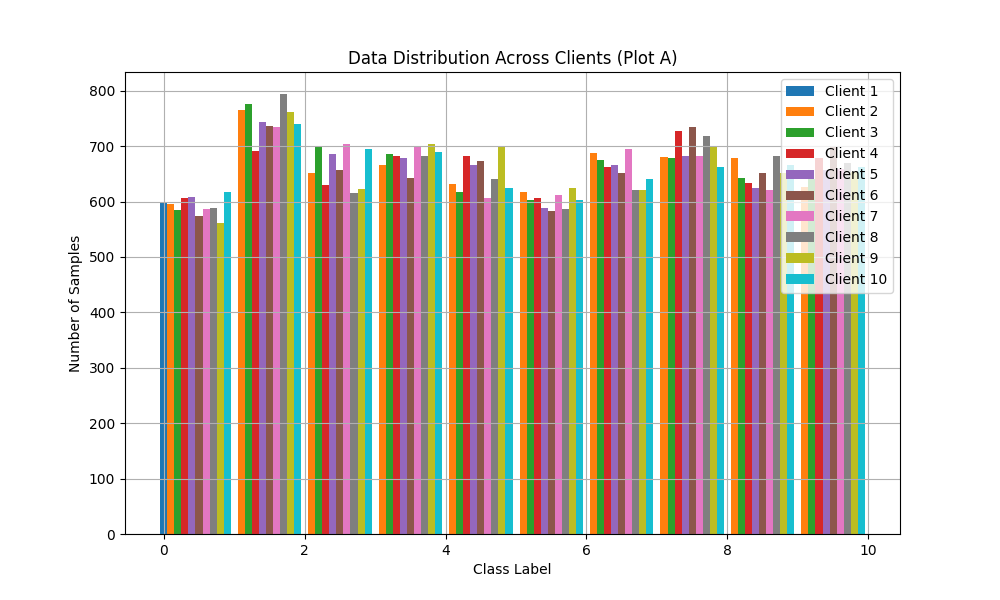 Data Distribution Across Clients (Plot A)
Number of Samples
800
700
600
500
400
300
200
100
0
0 2 4 6 8 10
Class Label
Client 1
Client 2
Client 3
Client 4
Client 5
Client 6
Client 7
Client 8
Client 9
Client 10